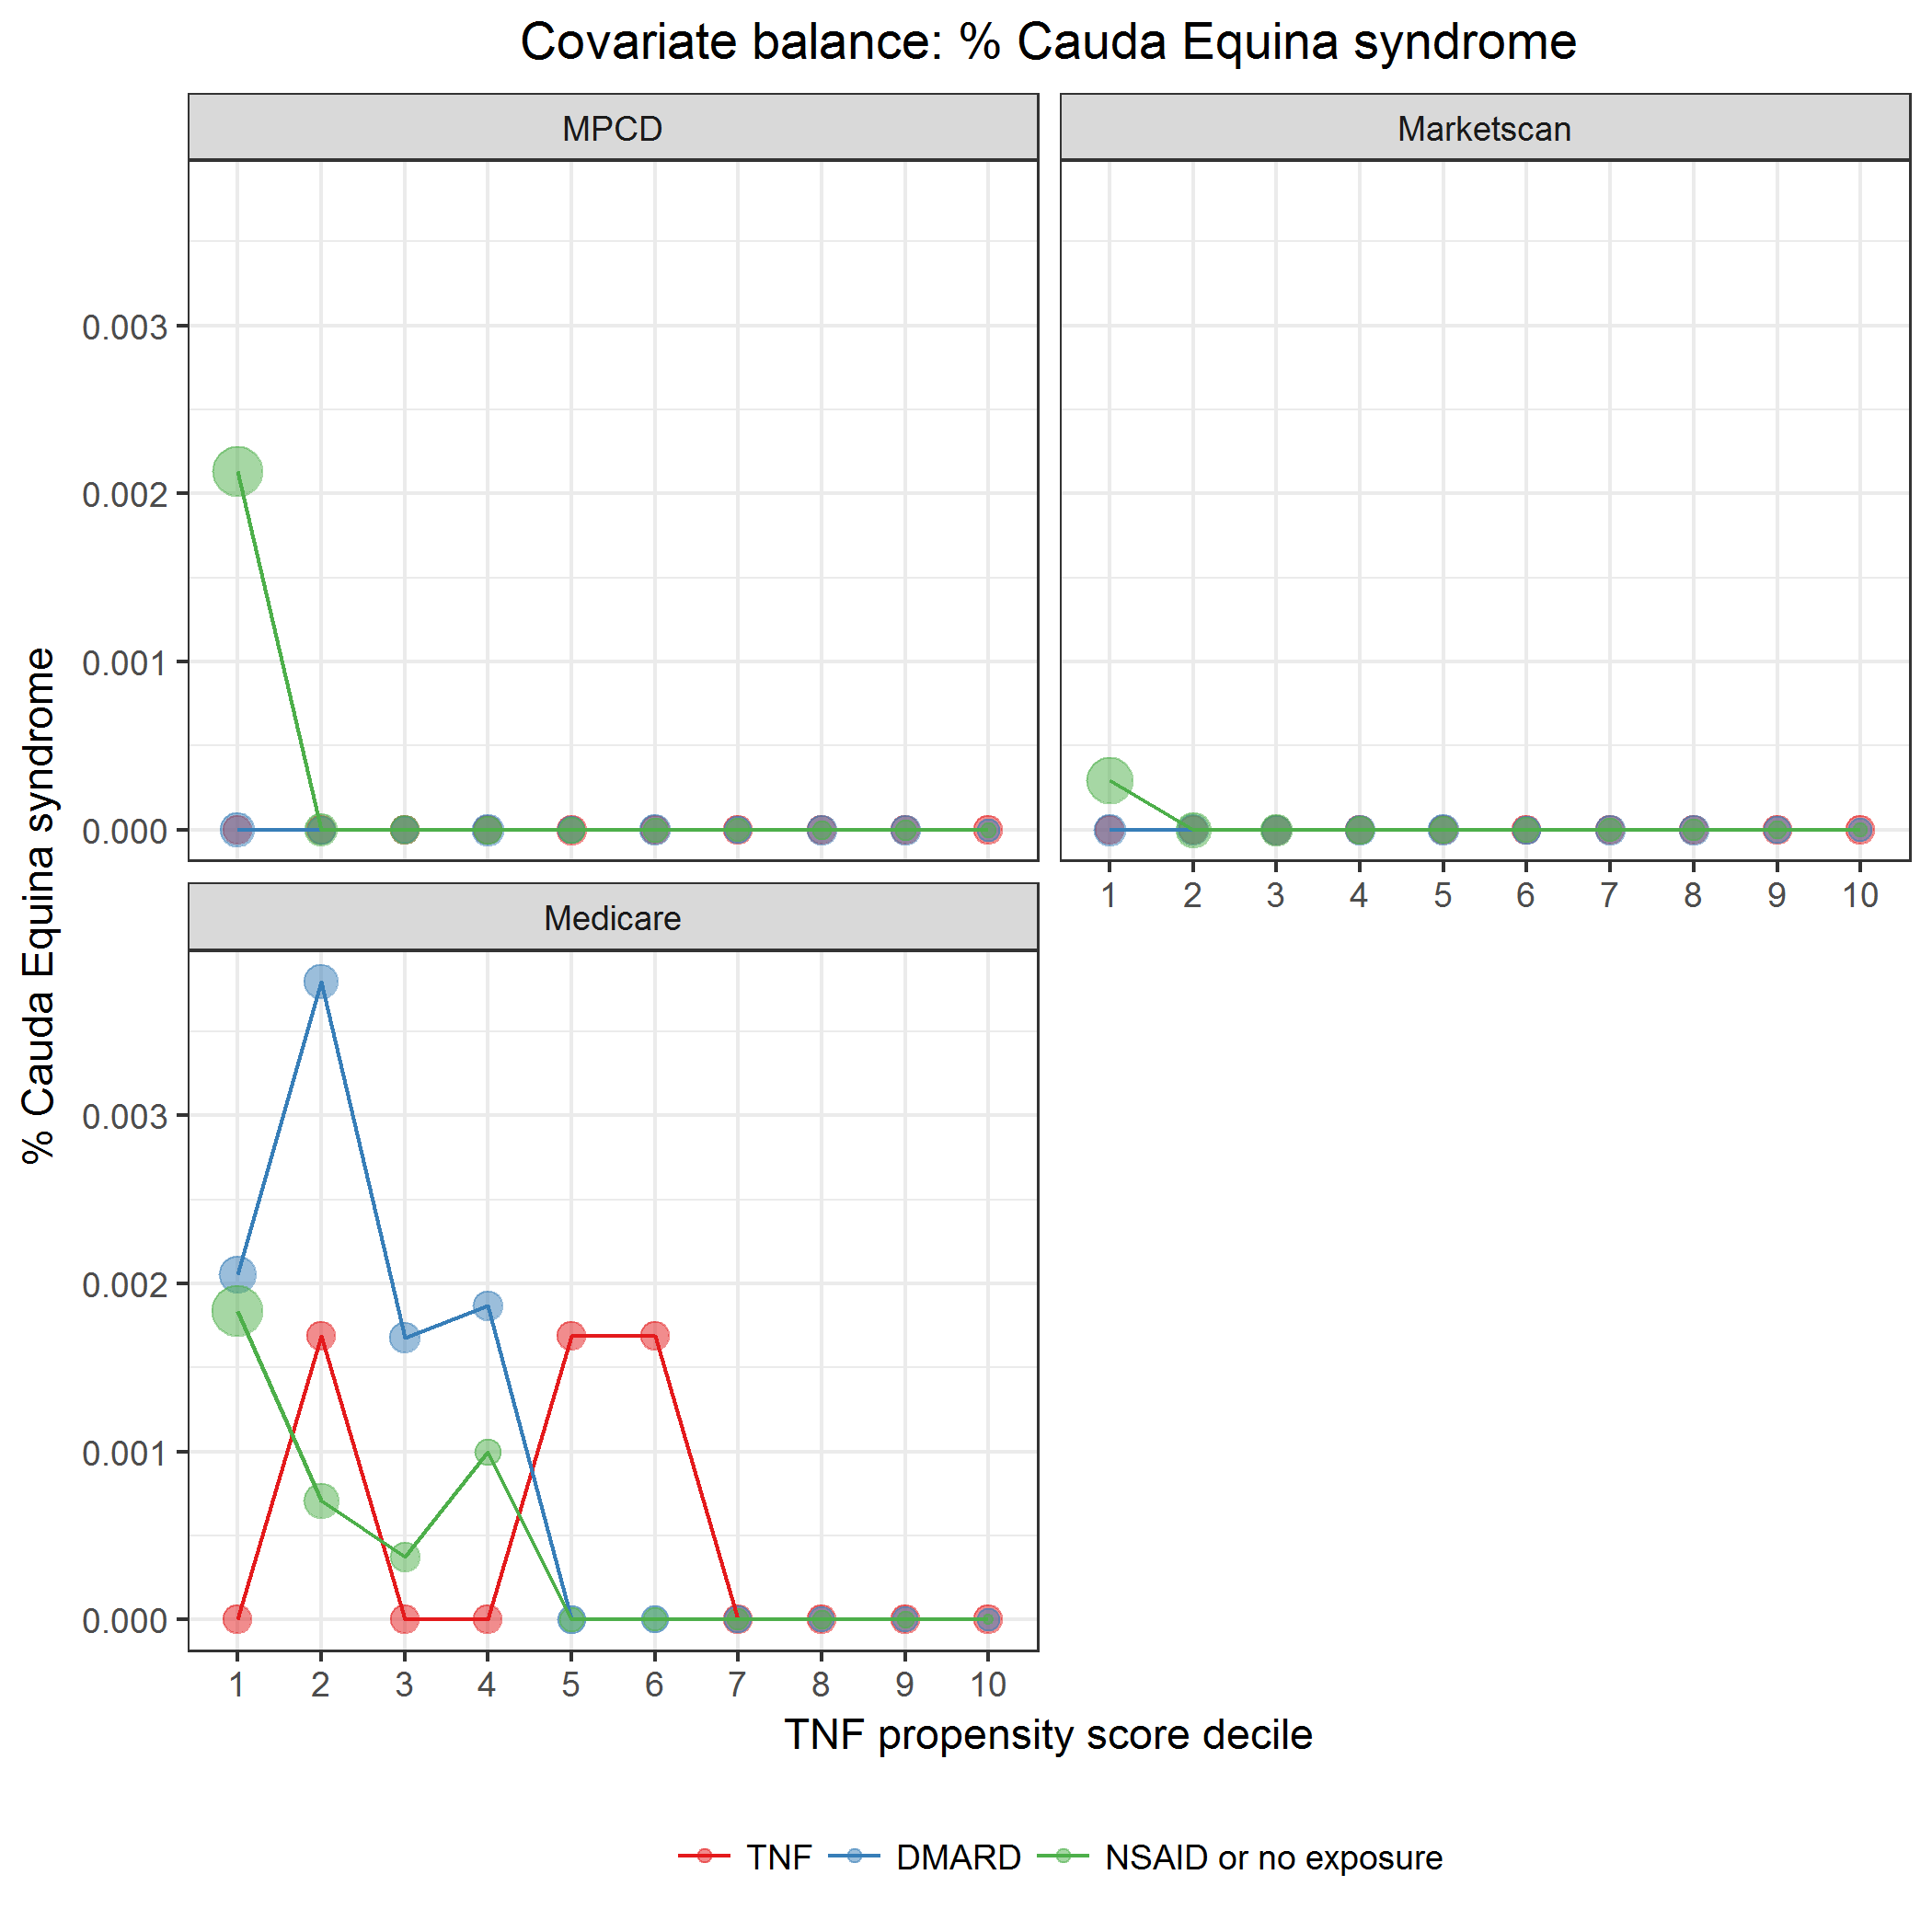 Covariate balance: % Cauda Equina syndrome
MPCD
Marketscan
0.003
0.002
0.001
0.000
1 2 3 4 5 6 7 8 9 10
Medicare
% Cauda Equina syndrome
0.003
0.002
0.001
0.000
1 2 3 4 5 6 7 8 9 10
TNF propensity score decile
TNF DMARD NSAID or no exposure